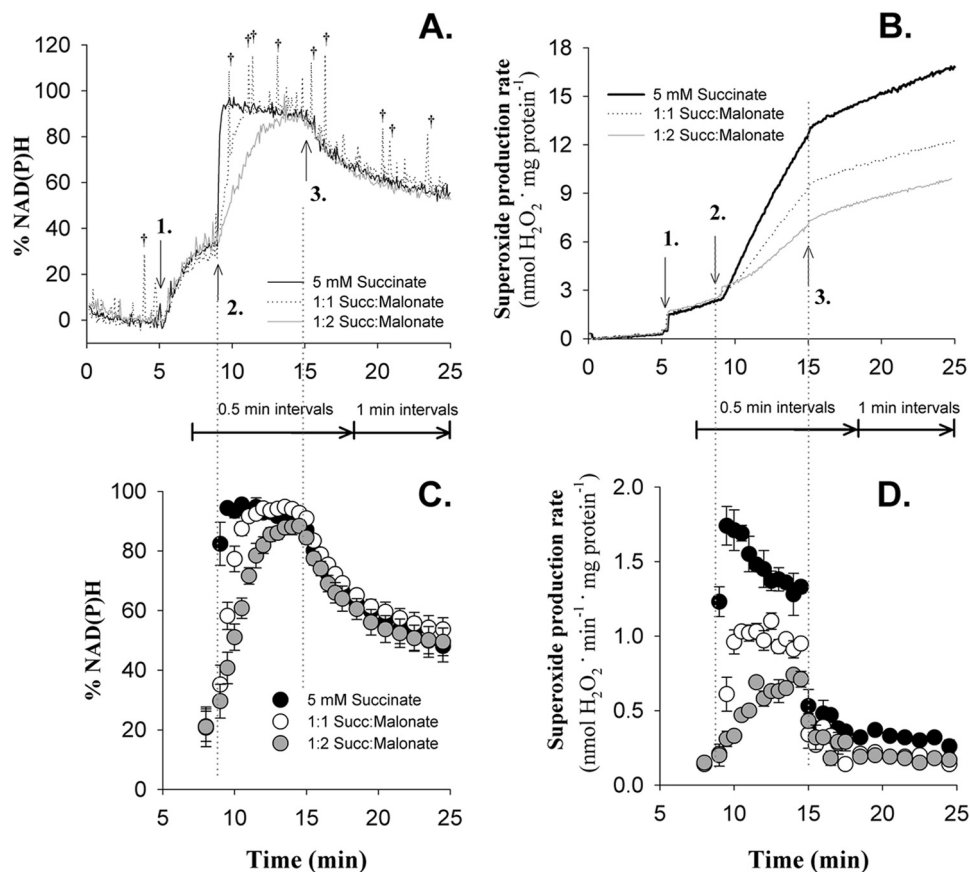 A.
% NAD(P)H
120
100
80
60
40
20
0
† † † † † † † † † †
1.
2.
3.
5 mM Succinate
1:1 Succ:Malonate
1:2 Succ:Malonate
0 5 10 15 20 25
B.
Superoxide production rate
(nmol H₂O₂ · mg protein⁻¹)
18
15
12
9
6
3
0
5 mM Succinate
1:1 Succ:Malonate
1:2 Succ:Malonate
1.
2.
3.
0 5 10 15 20 25
0.5 min intervals 1 min intervals
0.5 min intervals 1 min intervals
C.
% NAD(P)H
100
80
60
40
20
0
5 mM Succinate
1:1 Succ:Malonate
1:2 Succ:Malonate
5 10 15 20 25
Time (min)
D.
Superoxide production rate
(nmol H₂O₂ · min⁻¹ · mg protein⁻¹)
2.0
1.5
1.0
0.5
0.0
5 10 15 20 25
Time (min)